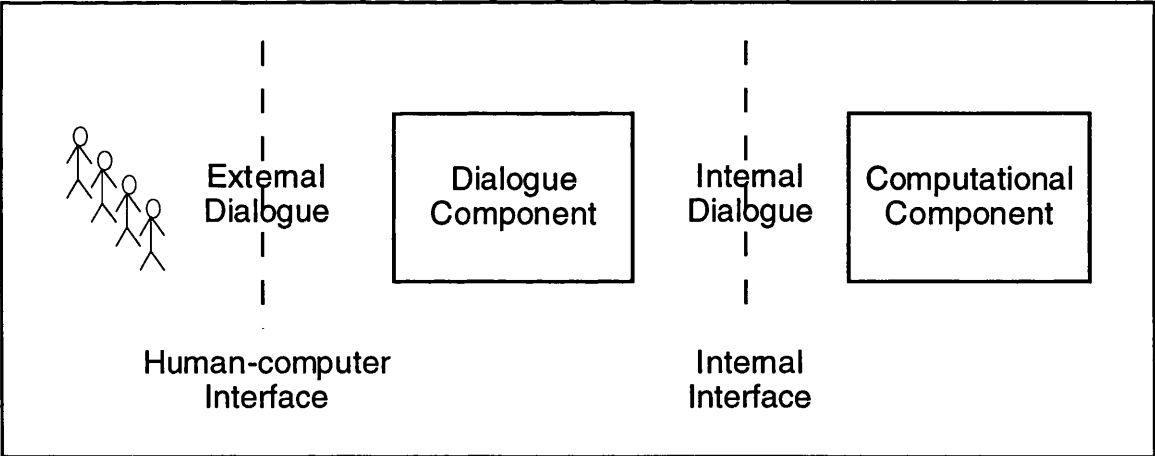 External
Dialogue
Dialogue
Component
Internal
Dialogue
Computational
Component
Human-computer
Interface
Internal
Interface